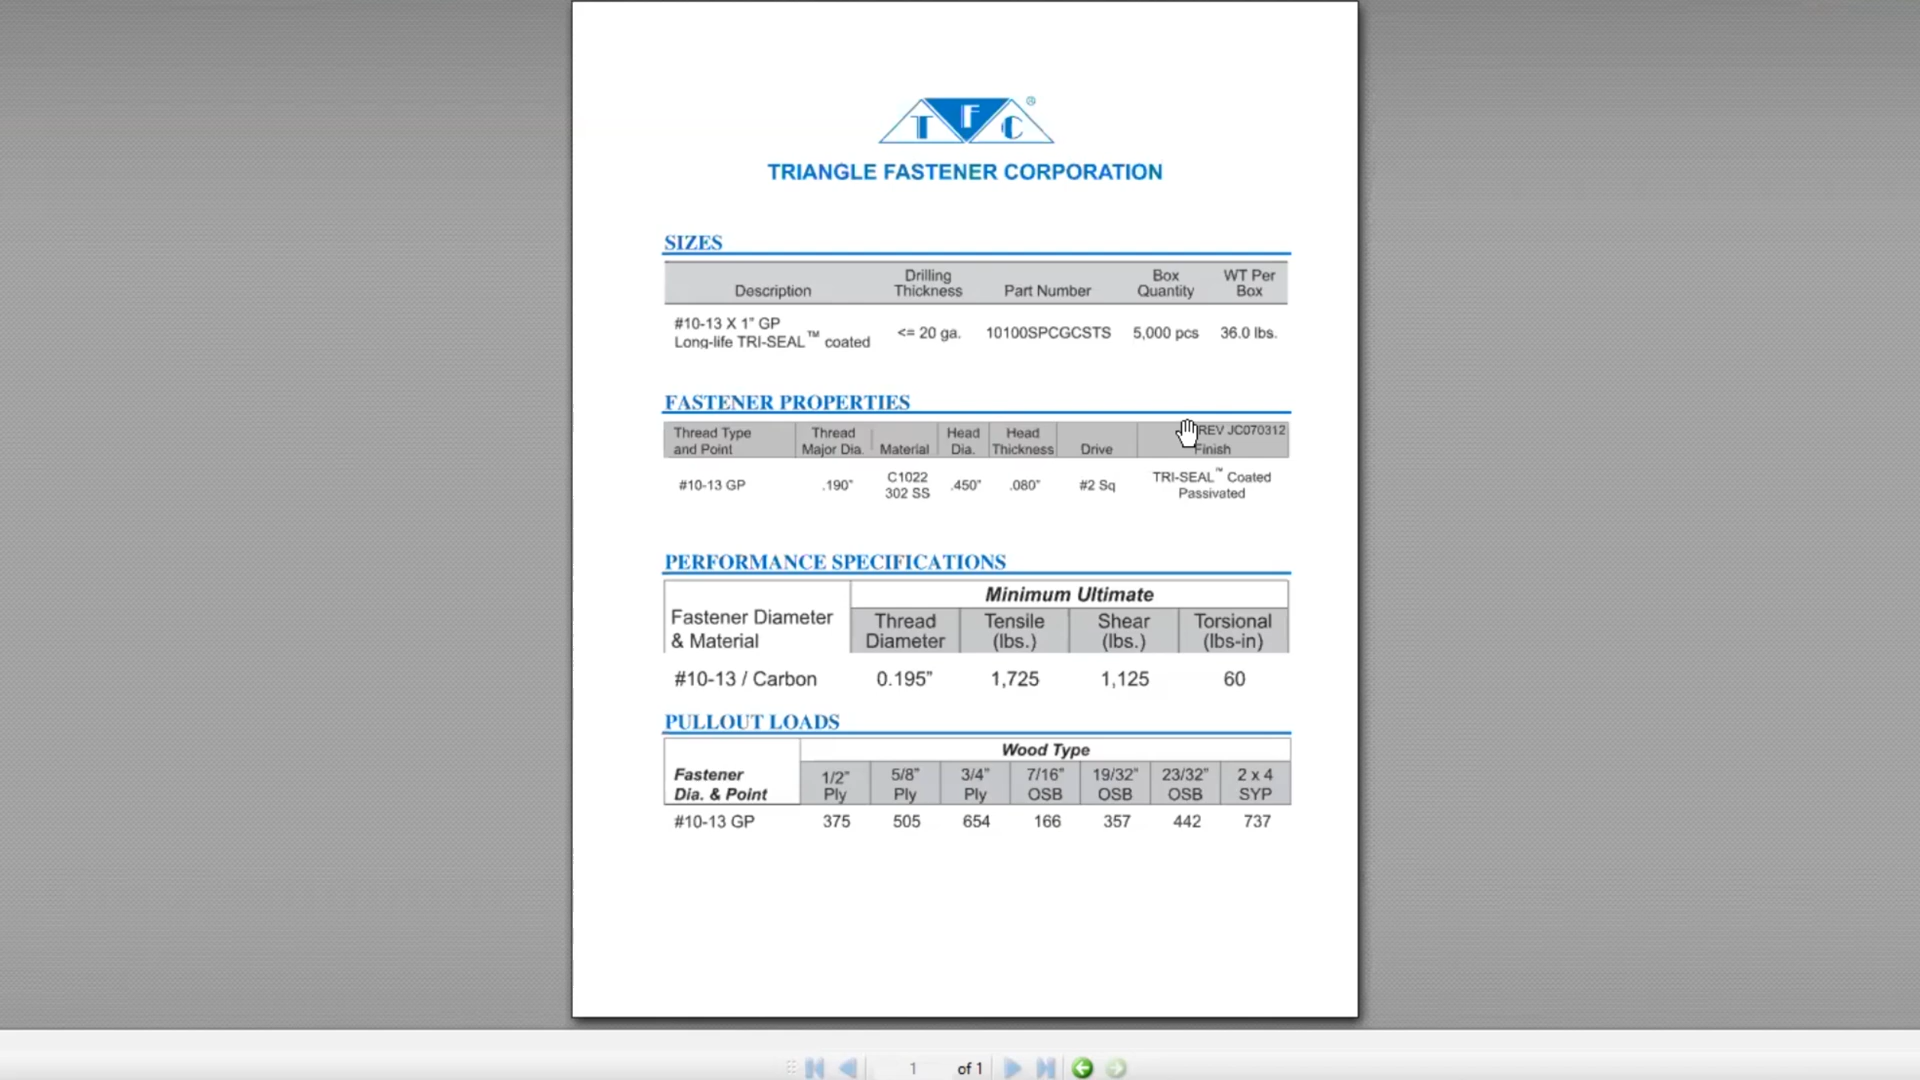 T F C ®
TRIANGLE FASTENER CORPORATION
SIZES
Description Drilling Thickness Part Number Box Quantity WT Per Box
#10-13 X 1" GP
Long-life TRI-SEAL™ coated <= 20 ga. 10100SPCGCSTS 5,000 pcs 36.0 lbs.
FASTENER PROPERTIES
Thread Type and Point Thread Major Dia. Material Head Dia. Head Thickness Drive REV JC070312 Finish
#10-13 GP .190" C1022 302 SS .450" .080" #2 Sq TRI-SEAL™ Coated Passivated
PERFORMANCE SPECIFICATIONS
Minimum Ultimate
Fastener Diameter & Material Thread Diameter Tensile (lbs.) Shear (lbs.) Torsional (lbs-in)
#10-13 / Carbon 0.195" 1,725 1,125 60
PULLOUT LOADS
Wood Type
Fastener Dia. & Point 1/2" Ply 5/8" Ply 3/4" Ply 7/16" OSB 19/32" OSB 23/32" OSB 2 x 4 SYP
#10-13 GP 375 505 654 166 357 442 737
1 of 1